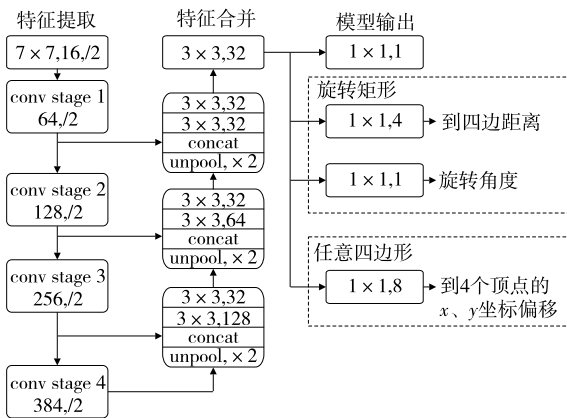 特征提取
7 × 7,16,/2
conv stage 1
64,/2
conv stage 2
128,/2
conv stage 3
256,/2
conv stage 4
384,/2
特征合并
3 × 3,32
3 × 3,32
3 × 3,32
concat
unpool, × 2
3 × 3,32
3 × 3,64
concat
unpool, × 2
3 × 3,32
3 × 3,128
concat
unpool, × 2
模型输出
1 × 1,1
旋转矩形
1 × 1,4
到四边距离
1 × 1,1
旋转角度
任意四边形
1 × 1,8
到4个顶点的
x、y坐标偏移